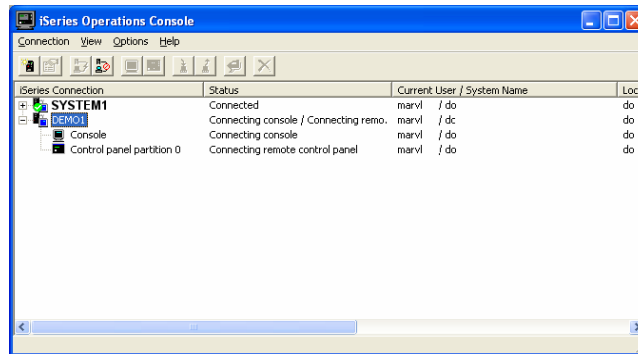 iSeries Operations Console
Connection View Options Help
iSeries Connection Status Current User / System Name Loc
SYSTEM1 Connected marvl / do do
DEMO1 Connecting console / Connecting remo. marvl / dc do
Console Connecting console marvl / do do
Control panel partition 0 Connecting remote control panel marvl / do do